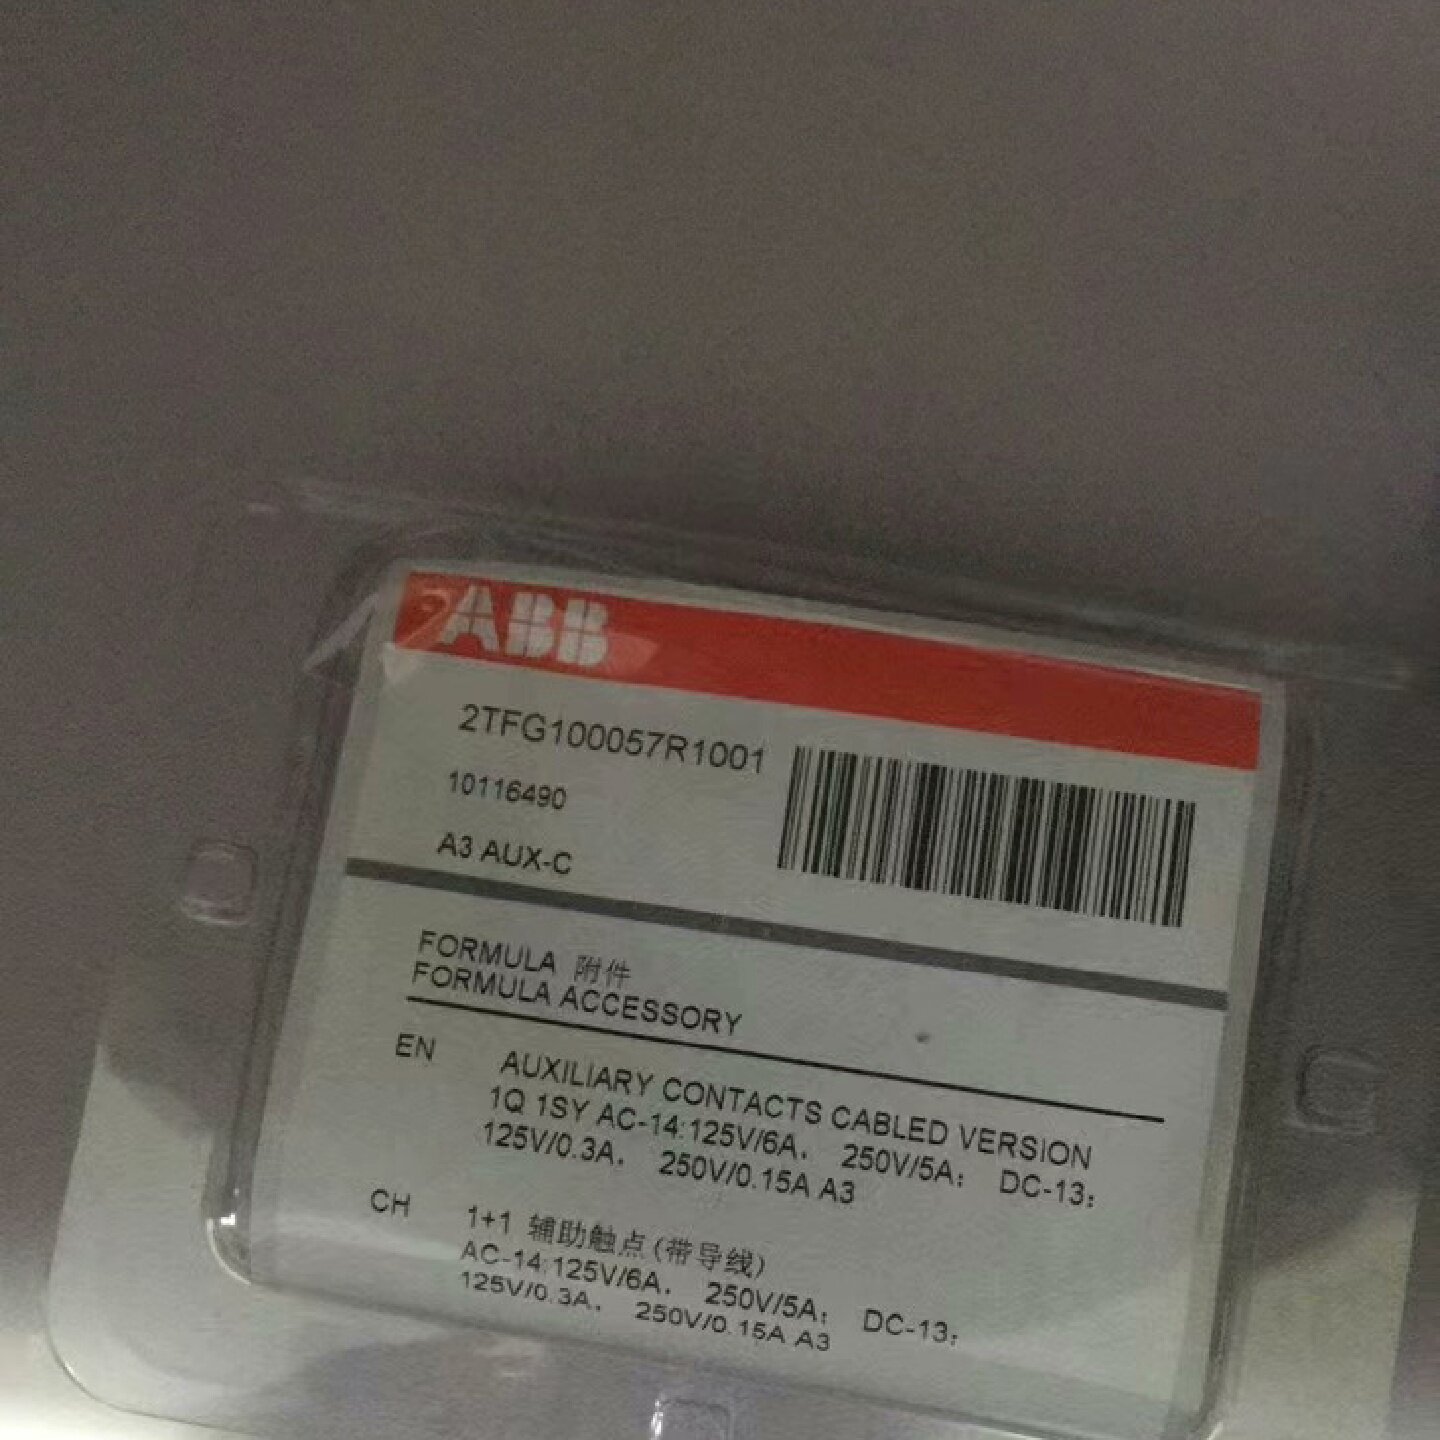 ABB
2TFG100057R1001
10116490
A3 AUX-C
FORMULA 附件
FORMULA ACCESSORY
EN AUXILIARY CONTACTS CABLED VERSION
1Q 1SY AC-14:125V/6A, 250V/5A; DC-13:
125V/0.3A, 250V/0.15A A3
CH 1+1 辅助触点(带导线)
AC-14:125V/6A, 250V/5A; DC-13:
125V/0.3A, 250V/0.15A A3